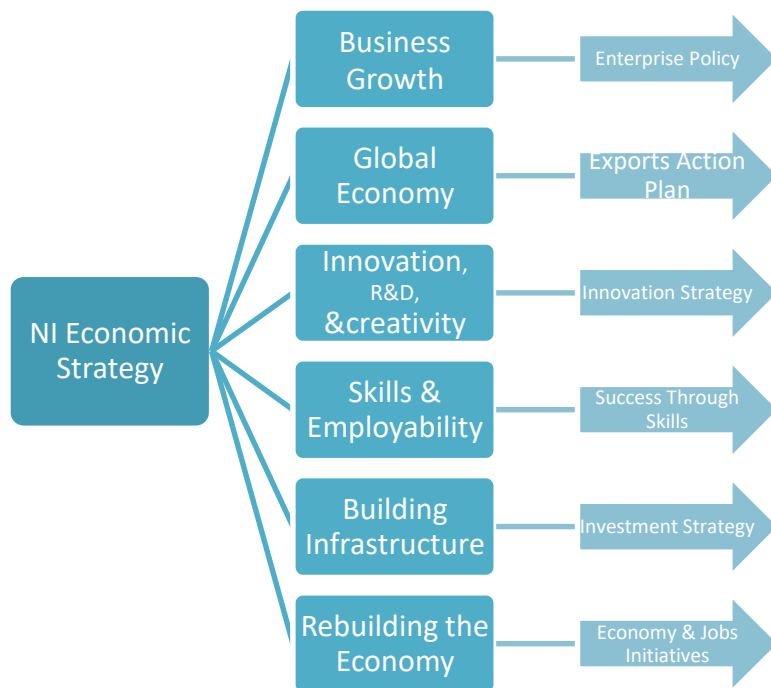 Business
Growth
Enterprise Policy
Global
Economy
Exports Action
Plan
Innovation,
R&D,
&creativity
Innovation Strategy
NI Economic
Strategy
Skills &
Employability
Success Through
Skills
Building
Infrastructure
Investment Strategy
Rebuilding the
Economy
Economy & Jobs
Initiatives